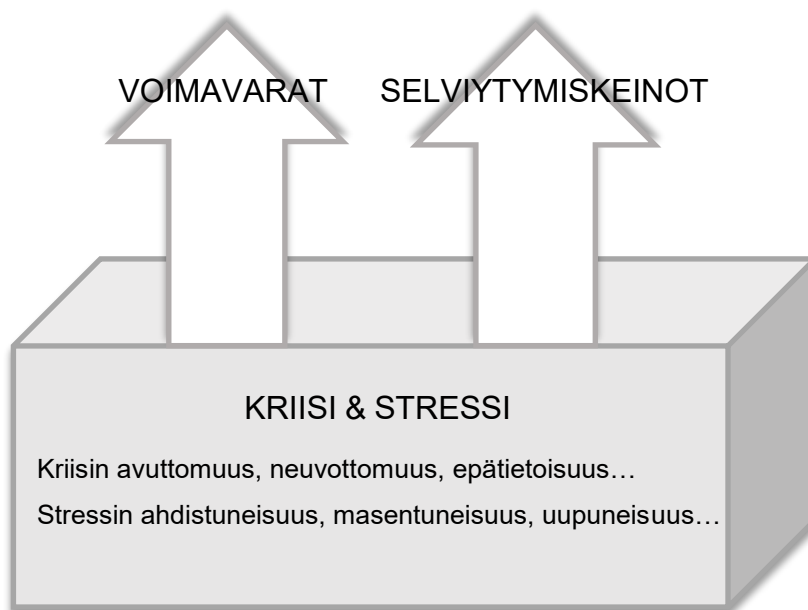 VOIMAVARAT
SELVIYTYMISKEINOT
KRIISI & STRESSI
Kriisin avuttomuus, neuvottomuus, epätietoisuus…
Stressin ahdistuneisuus, masentuneisuus, uupuneisuus…